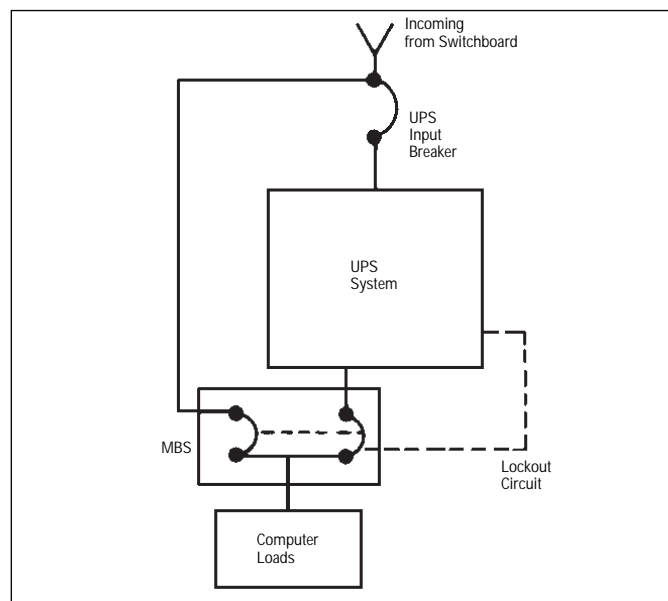 Incoming
from Switchboard
UPS
Input
Breaker
UPS
System
MBS
Lockout
Circuit
Computer
Loads